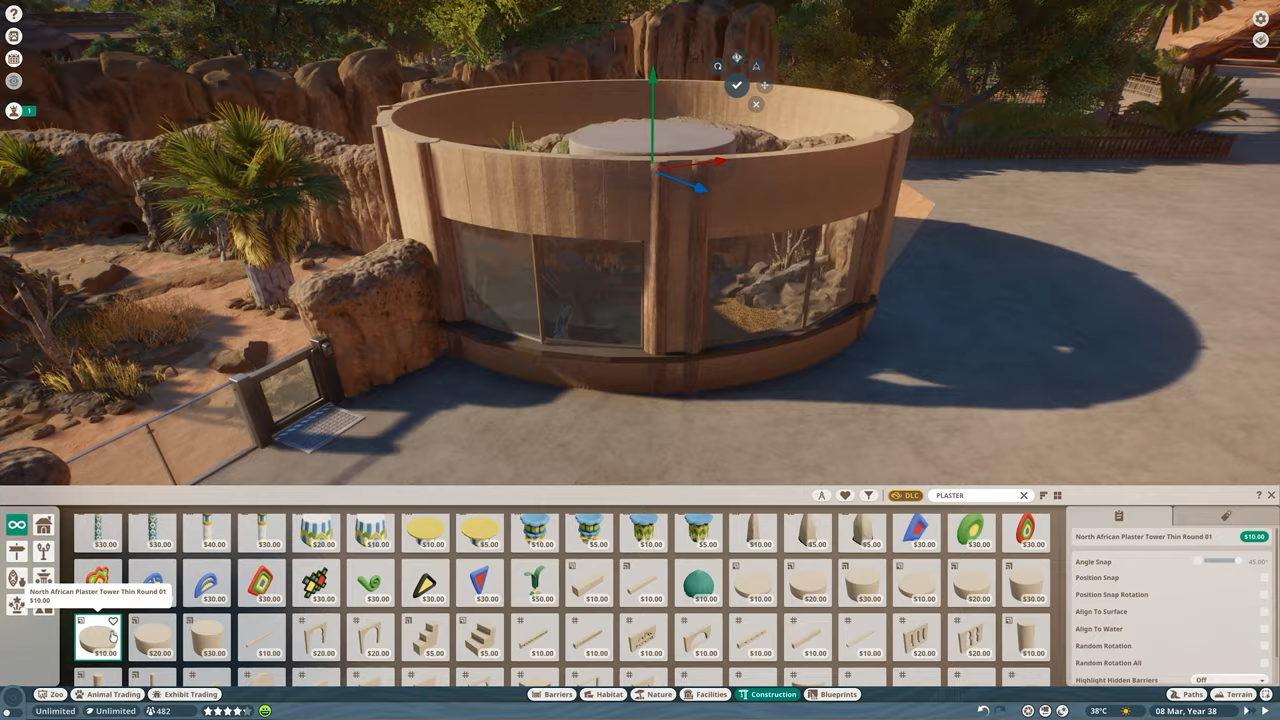 1
DLC
PLASTER
$30.00 $30.00 $40.00 $30.00 $20.00 $10.00 $10.00 $5.00 $10.00 $5.00 $10.00 $5.00 $10.00 $5.00 $5.00 $30.00 $30.00 $30.00
North African Plaster Tower Thin Round 01 $10.00
Angle Snap 45.00°
Position Snap
$30.00 $30.00 $30.00 $30.00 $30.00 $50.00 $10.00 $10.00 $10.00 $10.00 $20.00 $30.00 $10.00 $20.00 $30.00
North African Plaster Tower Thin Round 01
$10.00
Position Snap Rotation
Align To Surface
Align To Water
Random Rotation
$10.00 $20.00 $30.00 $10.00 $20.00 $20.00 $5.00 $5.00 $10.00 $10.00 $20.00 $20.00 $10.00 $10.00 $10.00 $20.00 $20.00 $10.00
Random Rotation All
Highlight Hidden Barriers Off
Zoo Animal Trading Exhibit Trading Barriers Habitat Nature Facilities Construction Blueprints Paths Terrain
Unlimited Unlimited 482 38°C 08 Mar, Year 38